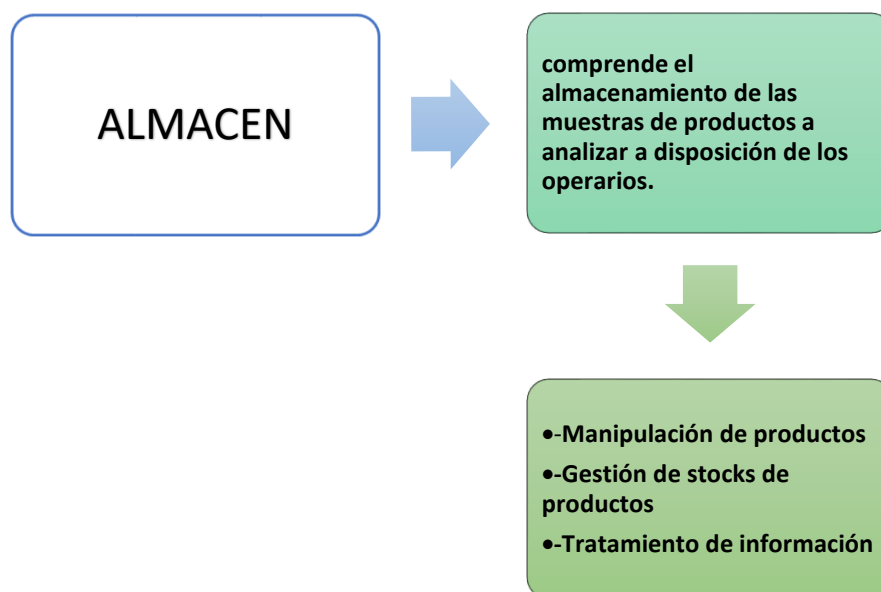 ALMACEN
comprende el
almacenamiento de las
muestras de productos a
analizar a disposición de los
operarios.
•-Manipulación de productos
•-Gestión de stocks de
productos
•-Tratamiento de información